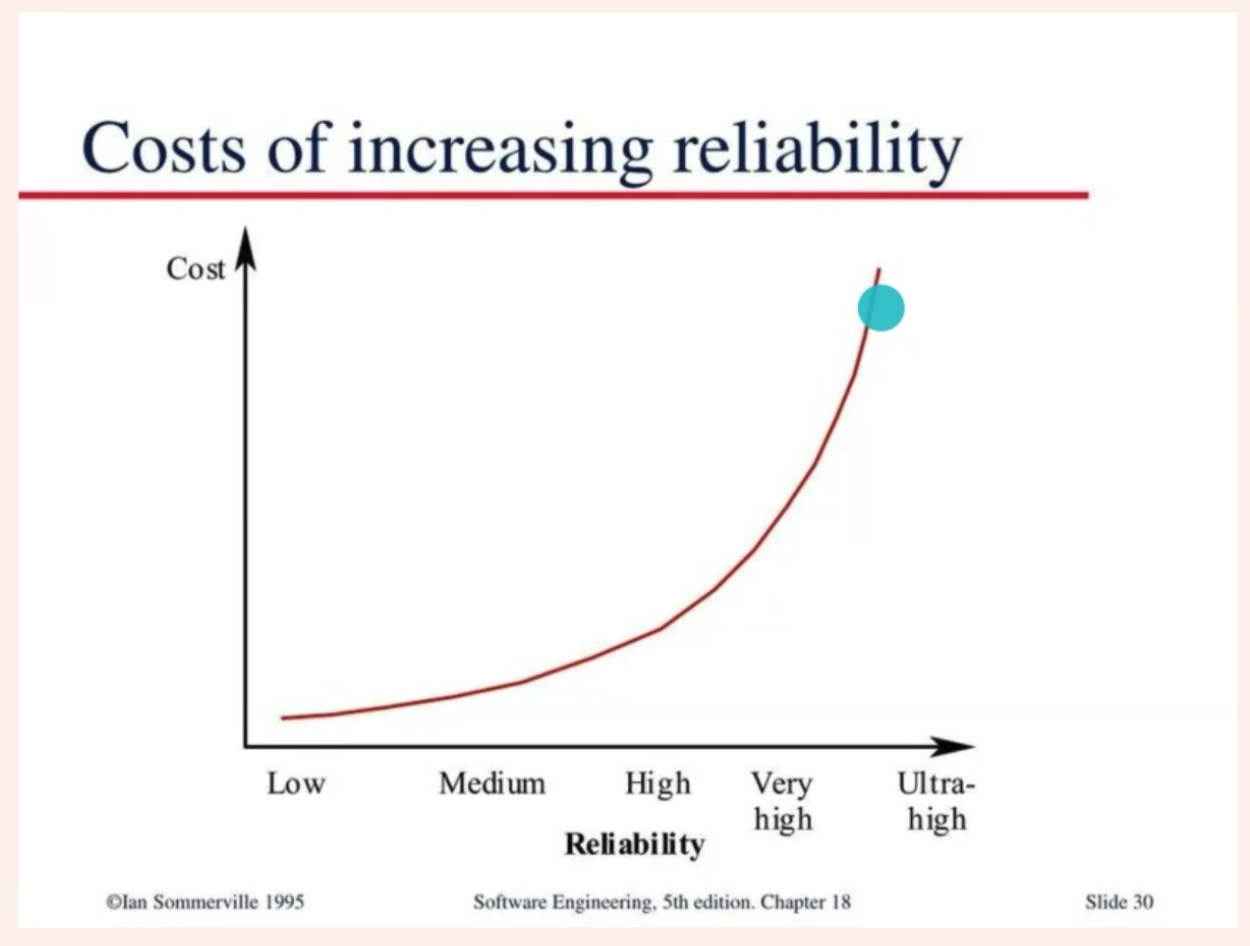 Costs of increasing reliability
Cost
Low
Medium
High
Very
high
Ultra-
high
Reliability
©Ian Sommerville 1995
Software Engineering, 5th edition. Chapter 18
Slide 30